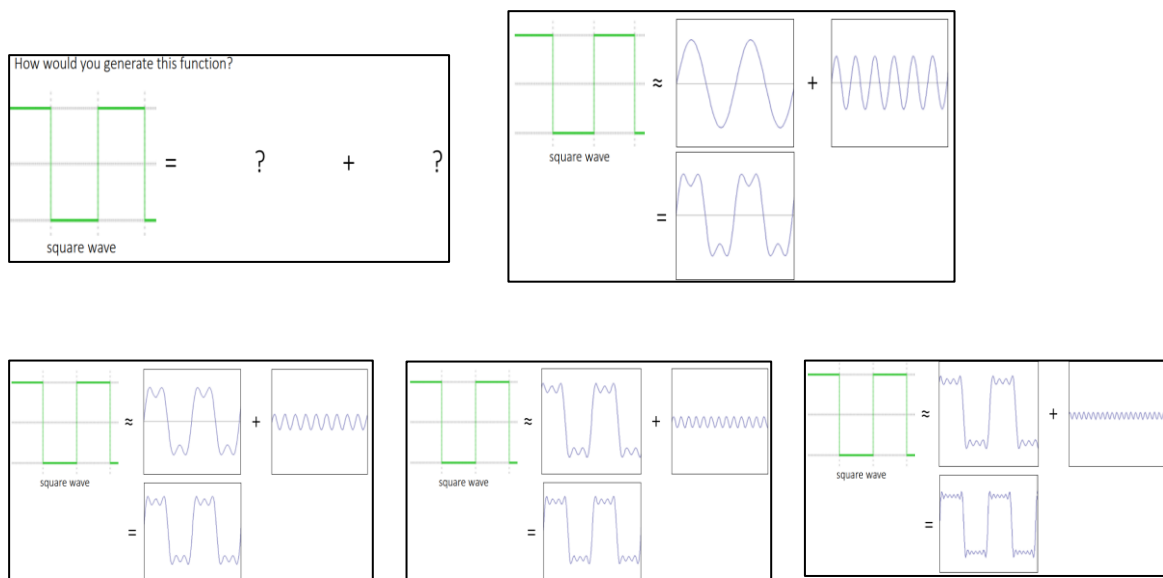 How would you generate this function?
= ? + ?
square wave
≈ +
square wave
=
≈ +
square wave
=
≈ +
square wave
=
≈ +
square wave
=